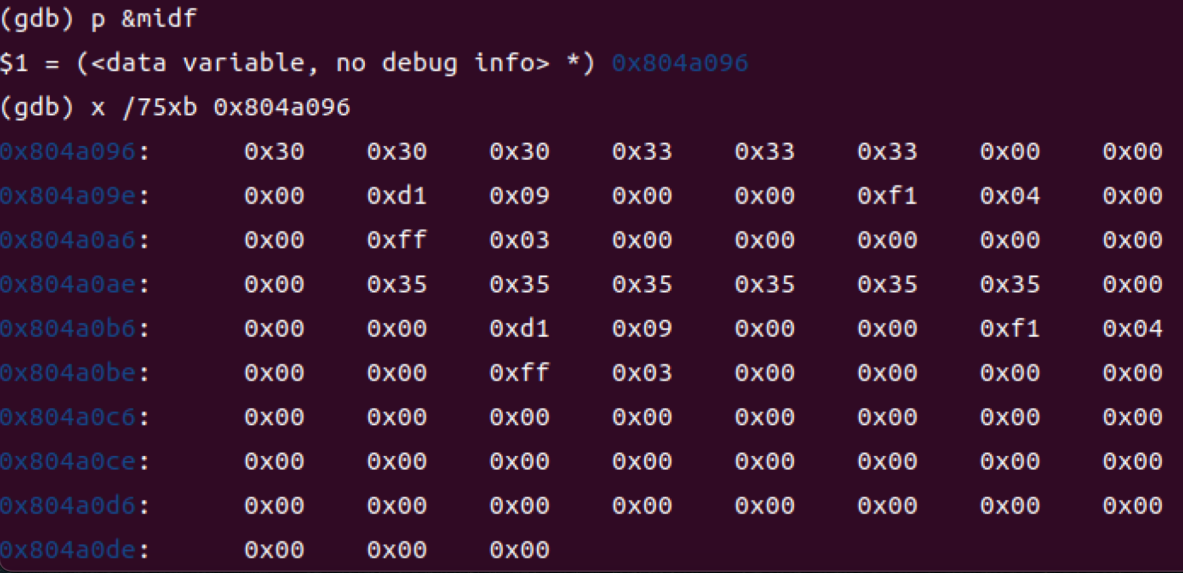 (gdb) p &midf
$1 = (<data variable, no debug info> *) 0x804a096
(gdb) x /75xb 0x804a096
0x804a096: 0x30 0x30 0x30 0x33 0x33 0x33 0x00 0x00
0x804a09e: 0x00 0xd1 0x09 0x00 0x00 0xf1 0x04 0x00
0x804a0a6: 0x00 0xff 0x03 0x00 0x00 0x00 0x00 0x00
0x804a0ae: 0x00 0x35 0x35 0x35 0x35 0x35 0x35 0x00
0x804a0b6: 0x00 0x00 0xd1 0x09 0x00 0x00 0xf1 0x04
0x804a0be: 0x00 0x00 0xff 0x03 0x00 0x00 0x00 0x00
0x804a0c6: 0x00 0x00 0x00 0x00 0x00 0x00 0x00 0x00
0x804a0ce: 0x00 0x00 0x00 0x00 0x00 0x00 0x00 0x00
0x804a0d6: 0x00 0x00 0x00 0x00 0x00 0x00 0x00 0x00
0x804a0de: 0x00 0x00 0x00